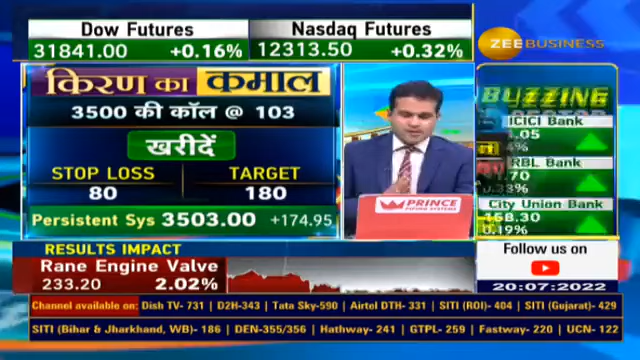 Dow Futures
31841.00 +0.16%
Nasdaq Futures
12313.50 +0.32%
ZEE BUSINESS
किरण का कमाल
3500 की कॉल @ 103
खरीदें
STOP LOSS TARGET
80 180
Persistent Sys 3503.00 +174.95
PRINCE
PIPING SYSTEMS
BUZZING
ICICI Bank
RBL Bank
City Union Bank
158.30
0.19%
RESULTS IMPACT
Rane Engine Valve
233.20 2.02%
Follow us on
20:07:2022
Channel available on: Dish TV- 731 | D2H-343 | Tata Sky-590 | Airtel DTH- 331 | SITI (ROI)- 404 | SITI (Gujarat)- 429
SITI (Bihar & Jharkhand, WB)- 186 | DEN-355/356 | Hathway- 241 | GTPL- 259 | Fastway- 220 | UCN- 122